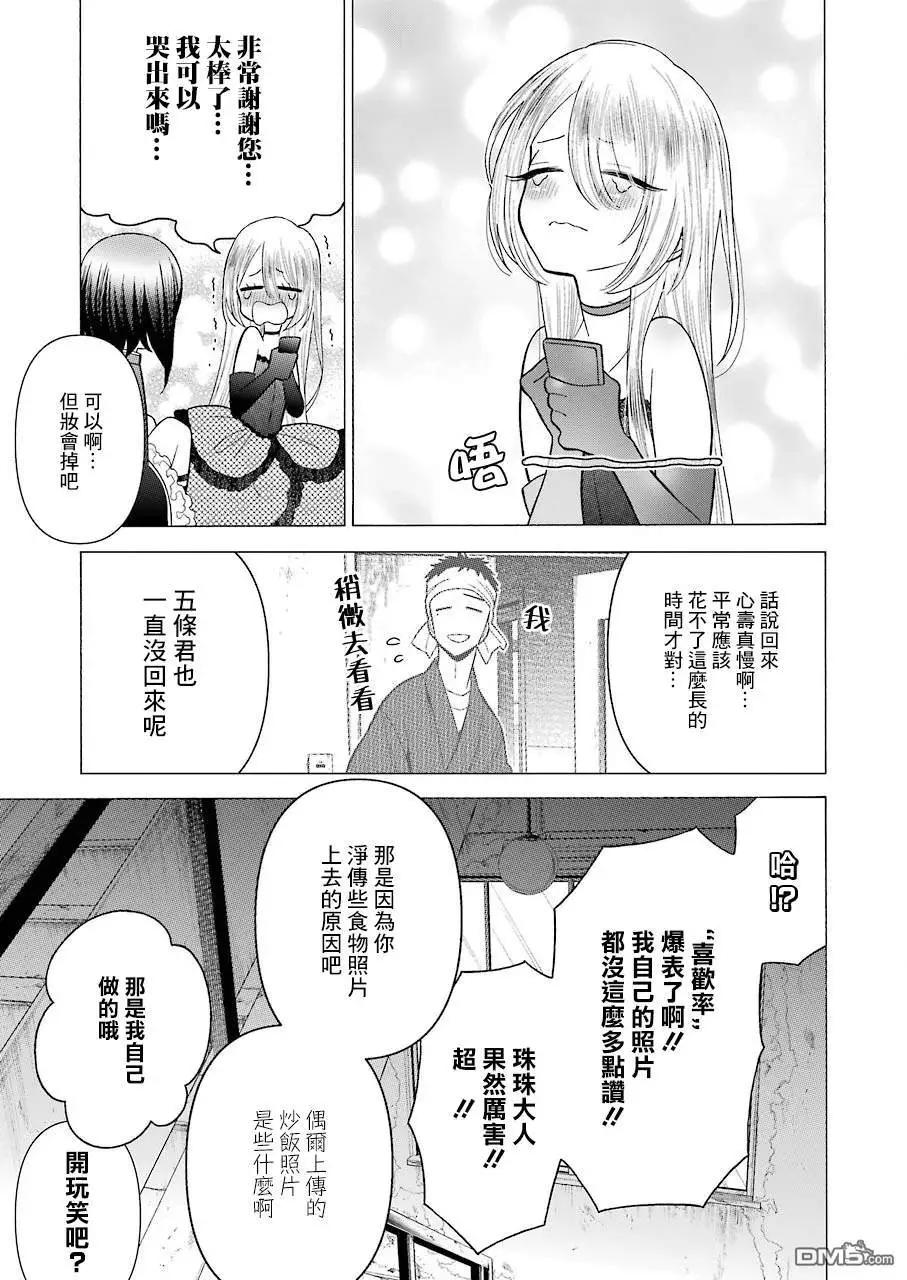 唔
非常謝謝您…
太棒了…
我可以
哭出來嗎…
可以啊…
但妝會掉吧
話說回來
心壽真慢啊…
平常應該
花不了這麼長的
時間才對…
我
稍微去看看
五條君也
一直沒回來呢
哈!?
“喜歡率”
爆表了啊!!
我自己的照片
都沒這麼多點讚!!
珠珠大人
果然厲害!!
超!!
那是因為你
淨傳些食物照片
上去的原因吧
偶爾上傳的
炒飯照片
是些什麼啊
那是我自己
做的哦
開玩笑吧?
DM5.com